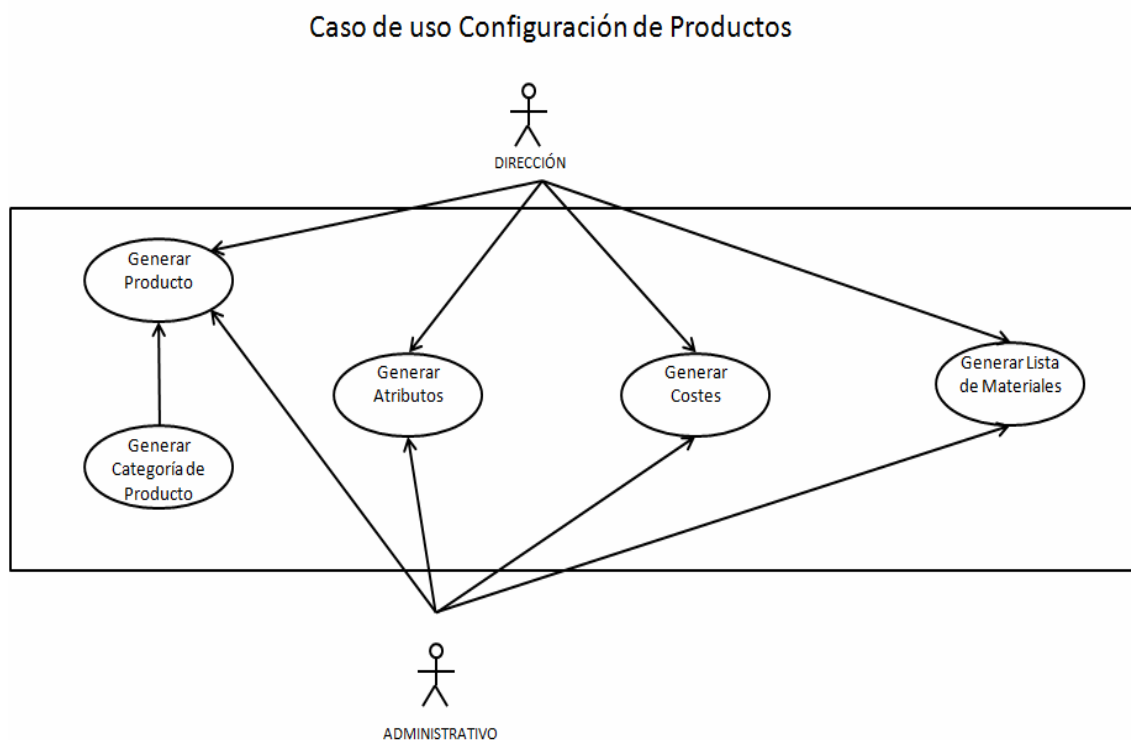 Caso de uso Configuración de Productos
DIRECCIÓN
Generar
Producto
Generar
Atributos
Generar
Costes
Generar Lista
de Materiales
Generar
Categoría de
Producto
ADMINISTRATIVO